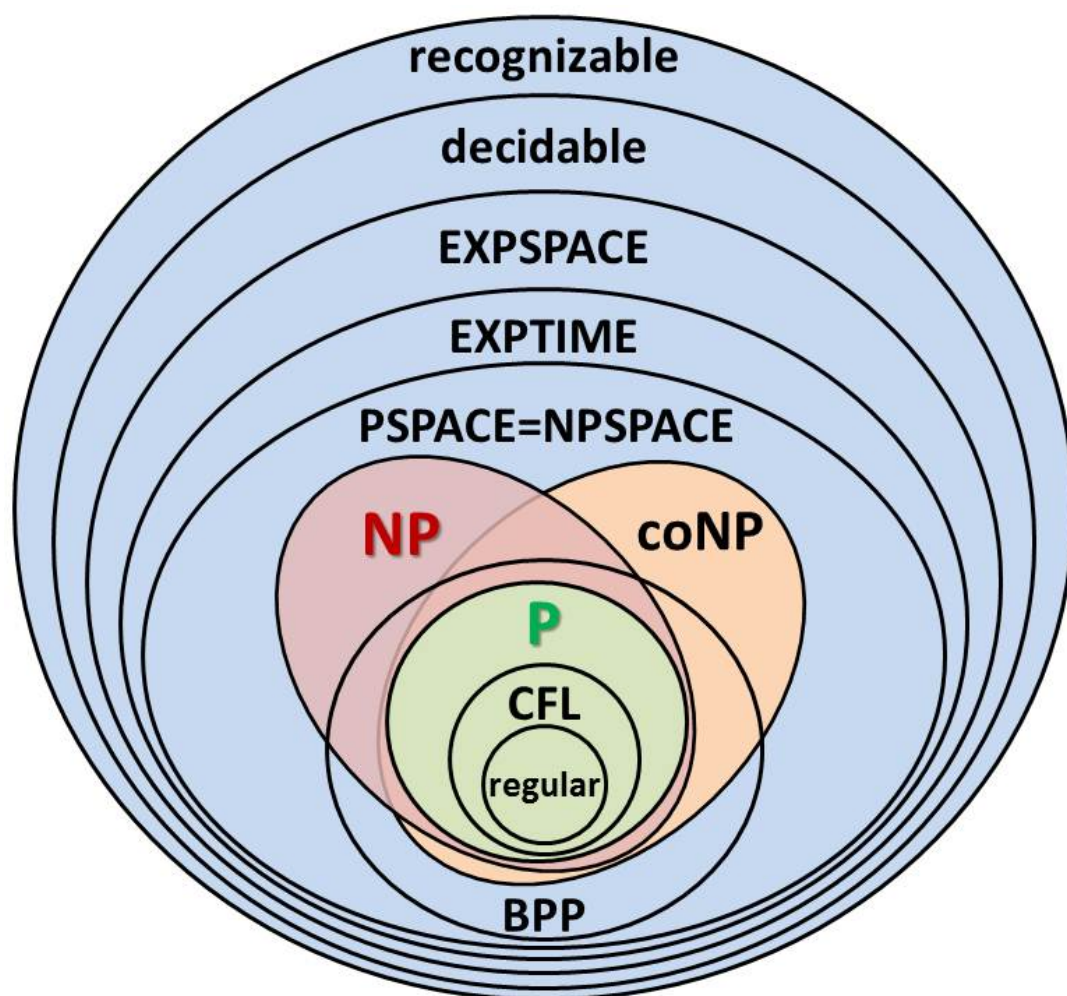 recognizable
decidable
EXPSPACE
EXPTIME
PSPACE=NPSPACE
NP
coNP
P
CFL
regular
BPP